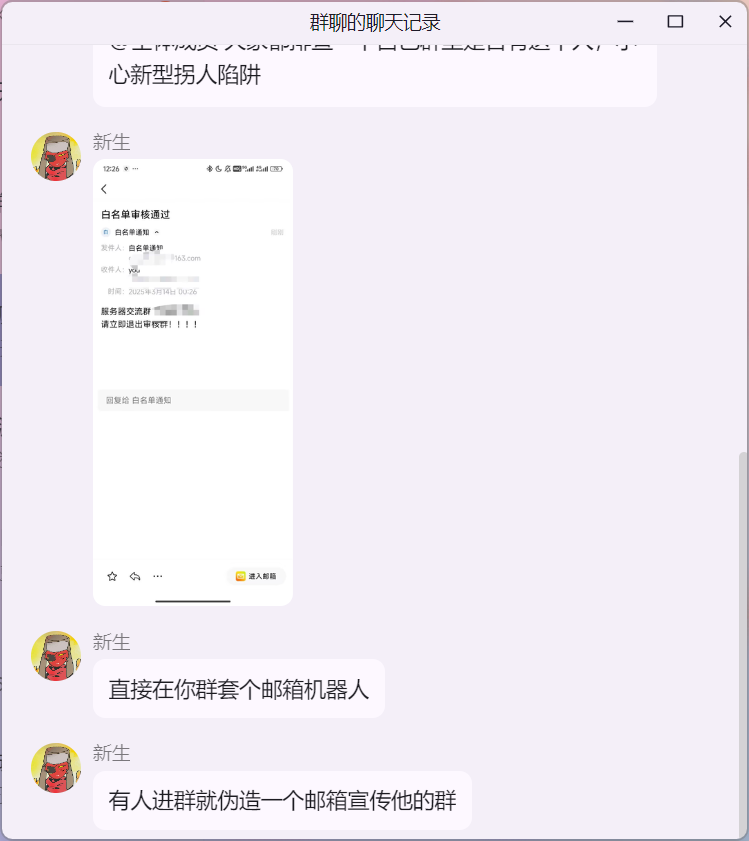 群聊的聊天记录
心新型拐人陷阱
新生
12:26
白名单审核通过
白名单通知
发件人: 白名单通知
163.com
收件人: you
时间: 2025年3月14日 00:26
服务器交流群
请立即退出审核群！！！！
回复给 白名单通知
进入邮箱
新生
直接在你群套个邮箱机器人
新生
有人进群就伪造一个邮箱宣传他的群